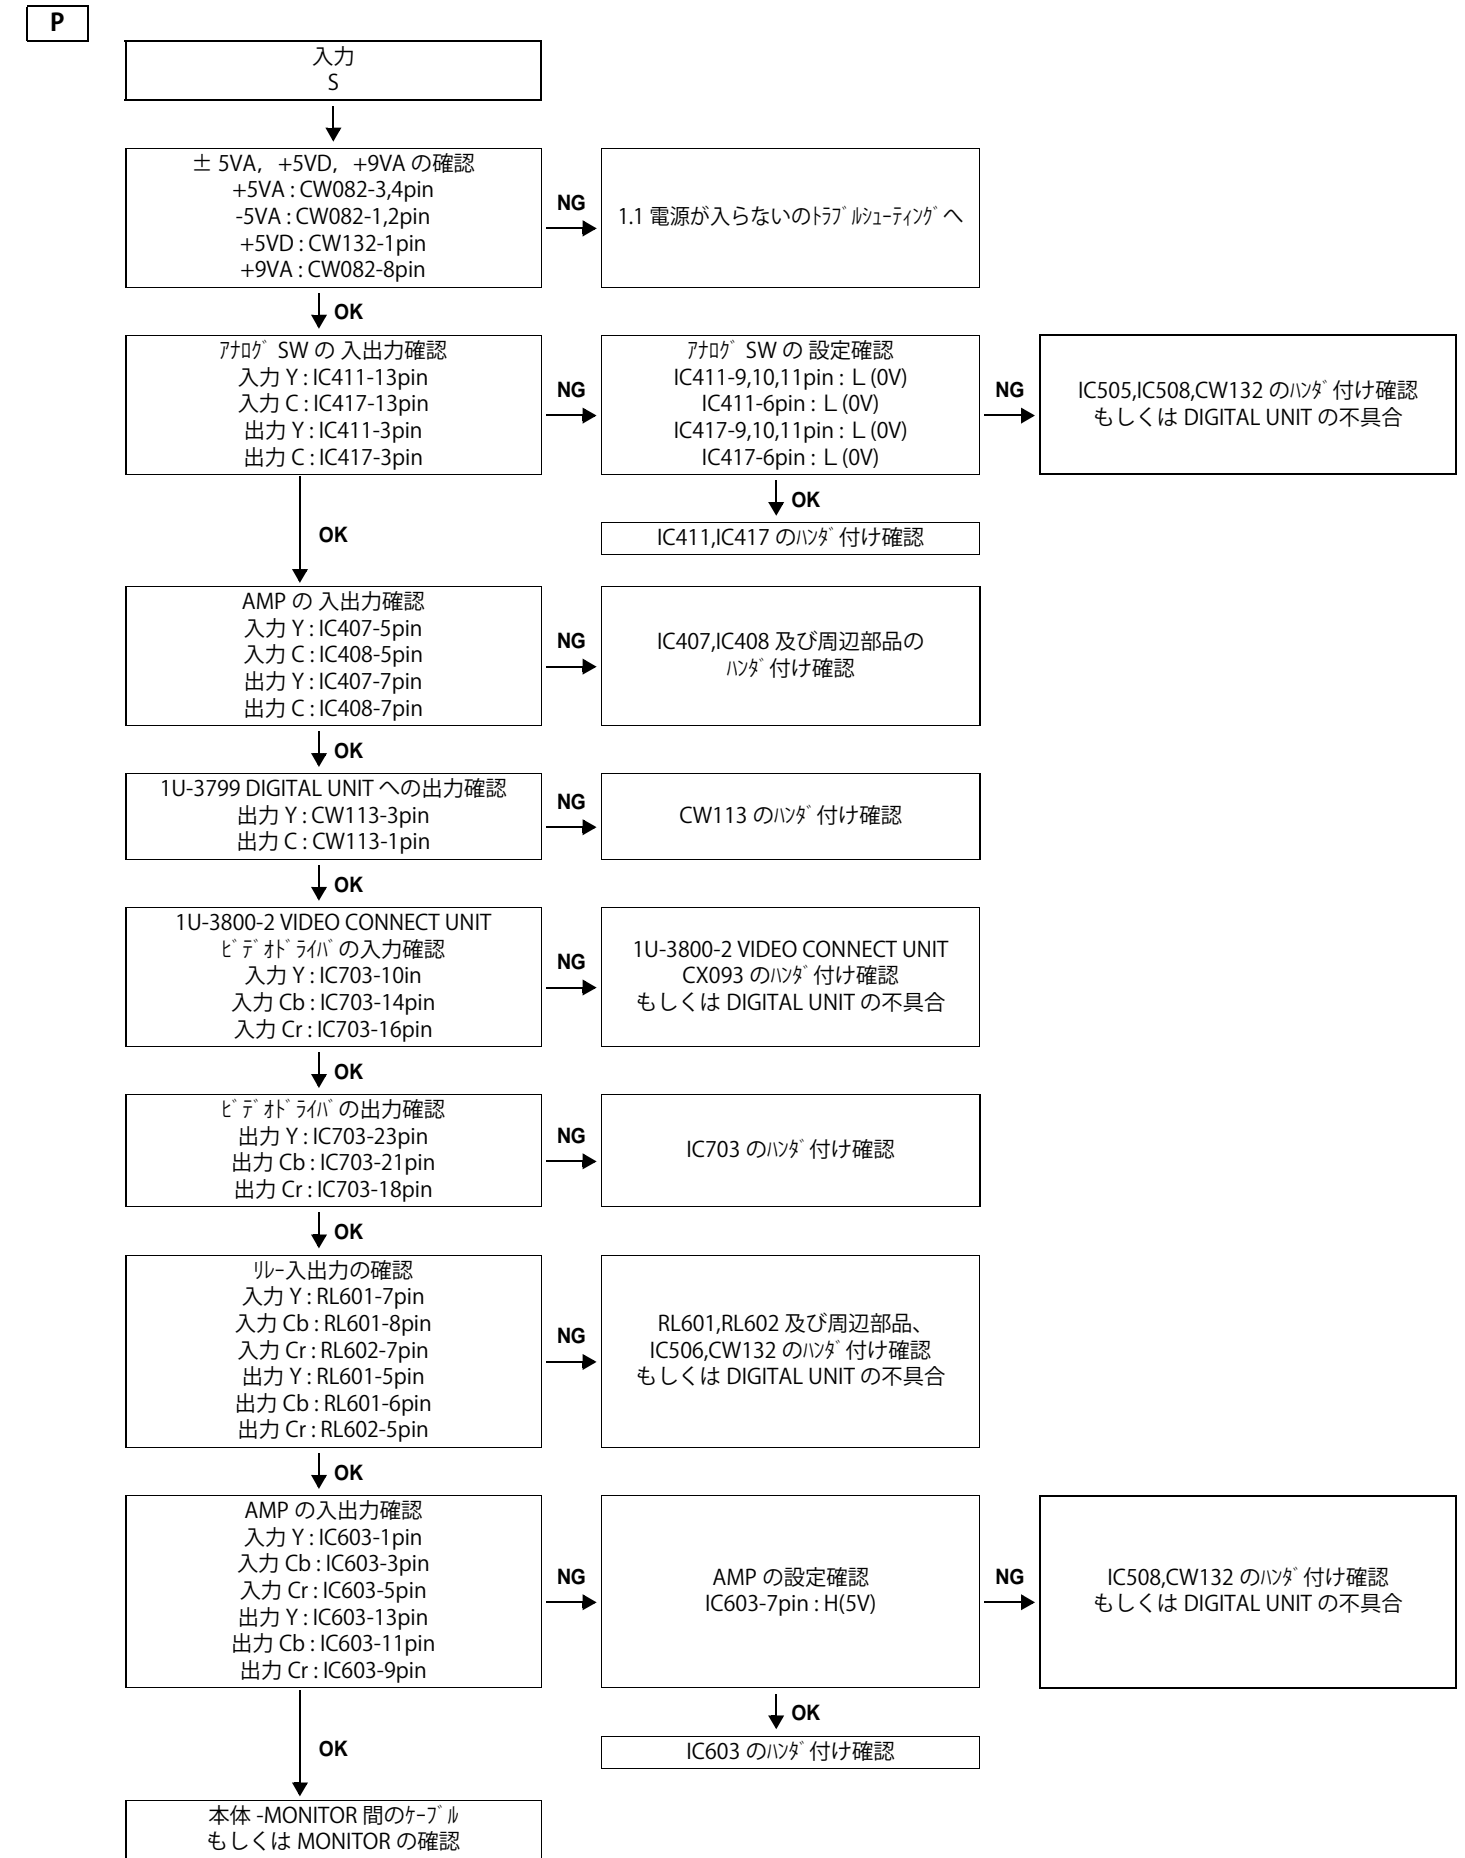 P
入力
S
± 5VA, +5VD, +9VA の確認
+5VA : CW082-3,4pin
-5VA : CW082-1,2pin
+5VD : CW132-1pin
+9VA : CW082-8pin
NG
1.1 電源が入らないのﾄﾗﾌﾞﾙｼｭｰﾃｨﾝｸﾞへ
OK
ｱﾅﾛｸﾞ SW の 入出力確認
入力 Y : IC411-13pin
入力 C : IC417-13pin
出力 Y : IC411-3pin
出力 C : IC417-3pin
NG
ｱﾅﾛｸﾞ SW の 設定確認
IC411-9,10,11pin : L (0V)
IC411-6pin : L (0V)
IC417-9,10,11pin : L (0V)
IC417-6pin : L (0V)
NG
IC505,IC508,CW132 のﾊﾝﾀﾞ付け確認
もしくは DIGITAL UNIT の不具合
OK
IC411,IC417 のﾊﾝﾀﾞ付け確認
OK
AMP の 入出力確認
入力 Y : IC407-5pin
入力 C : IC408-5pin
出力 Y : IC407-7pin
出力 C : IC408-7pin
NG
IC407,IC408 及び周辺部品の
ﾊﾝﾀﾞ付け確認
OK
1U-3799 DIGITAL UNIT への出力確認
出力 Y : CW113-3pin
出力 C : CW113-1pin
NG
CW113 のﾊﾝﾀﾞ付け確認
OK
1U-3800-2 VIDEO CONNECT UNIT
ﾋﾞﾃﾞｵﾄﾞﾗｲﾊﾞの入力確認
入力 Y : IC703-10in
入力 Cb : IC703-14pin
入力 Cr : IC703-16pin
NG
1U-3800-2 VIDEO CONNECT UNIT
CX093 のﾊﾝﾀﾞ付け確認
もしくは DIGITAL UNIT の不具合
OK
ﾋﾞﾃﾞｵﾄﾞﾗｲﾊﾞの出力確認
出力 Y : IC703-23pin
出力 Cb : IC703-21pin
出力 Cr : IC703-18pin
NG
IC703 のﾊﾝﾀﾞ付け確認
OK
ﾘﾚｰ入出力の確認
入力 Y : RL601-7pin
入力 Cb : RL601-8pin
入力 Cr : RL602-7pin
出力 Y : RL601-5pin
出力 Cb : RL601-6pin
出力 Cr : RL602-5pin
NG
RL601,RL602 及び周辺部品、
IC506,CW132 のﾊﾝﾀﾞ付け確認
もしくは DIGITAL UNIT の不具合
OK
AMP の入出力確認
入力 Y : IC603-1pin
入力 Cb : IC603-3pin
入力 Cr : IC603-5pin
出力 Y : IC603-13pin
出力 Cb : IC603-11pin
出力 Cr : IC603-9pin
NG
AMP の設定確認
IC603-7pin : H(5V)
NG
IC508,CW132 のﾊﾝﾀﾞ付け確認
もしくは DIGITAL UNIT の不具合
OK
IC603 のﾊﾝﾀﾞ付け確認
OK
本体 -MONITOR 間のｹｰﾌﾞﾙ
もしくは MONITOR の確認